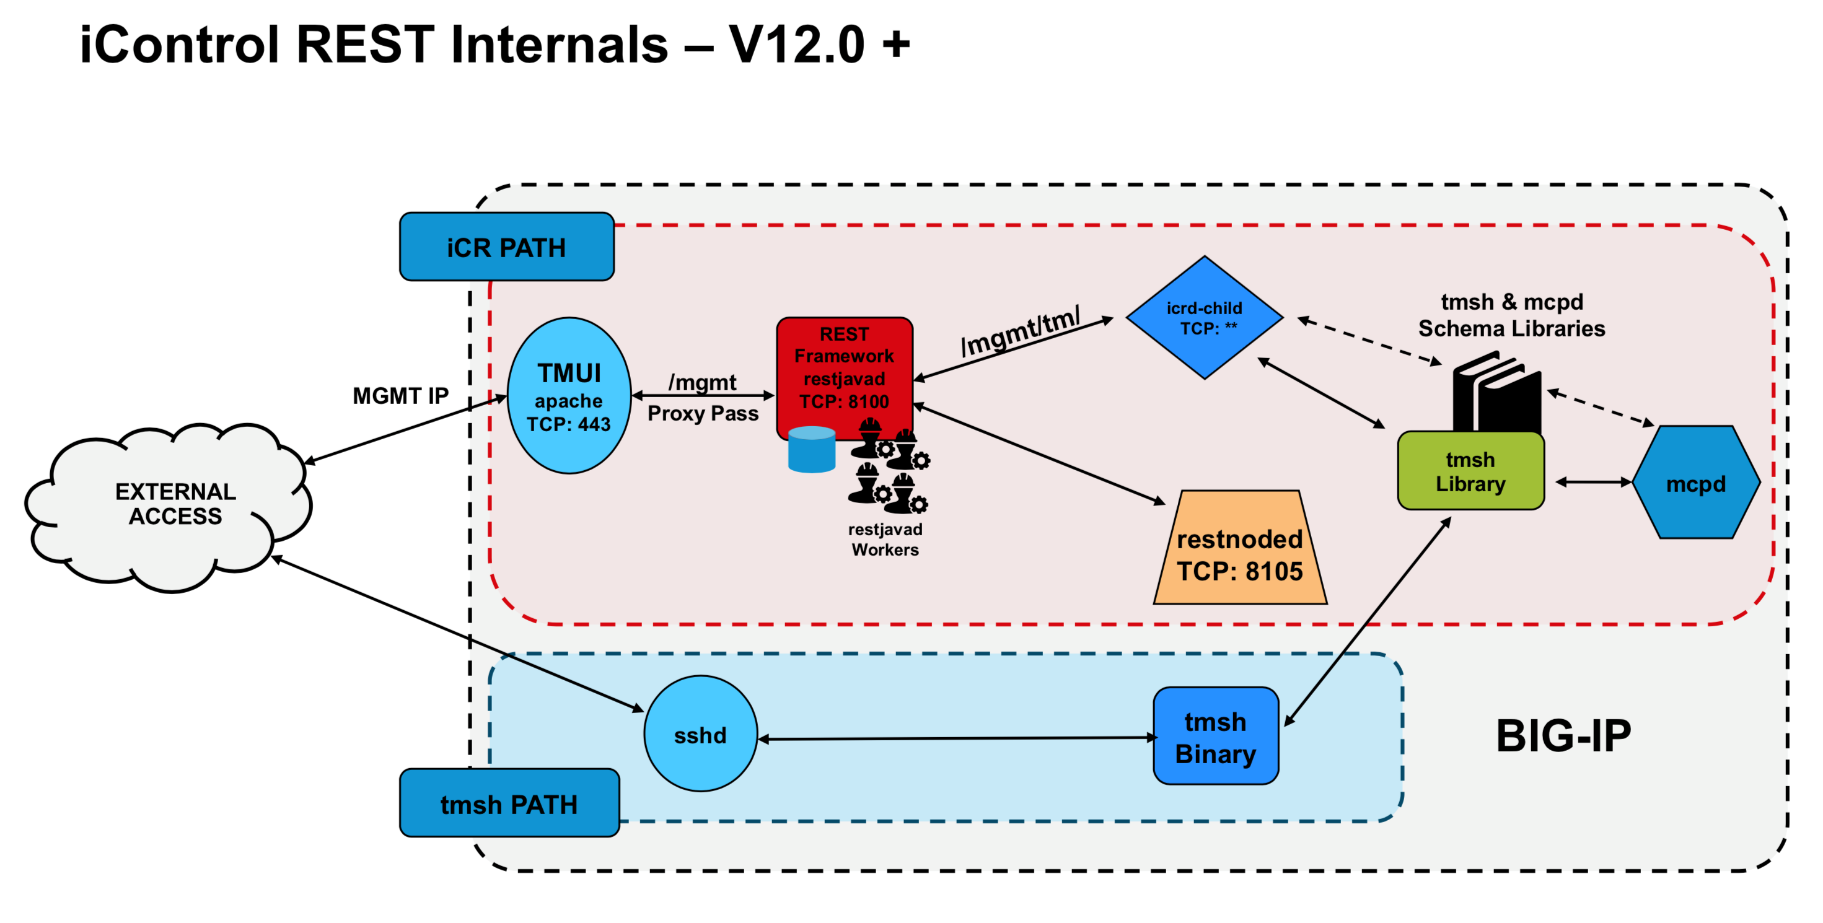 iControl REST Internals – V12.0 +
iCR PATH
MGMT IP
EXTERNAL
ACCESS
TMUI
apache
TCP: 443
/mgmt
Proxy Pass
REST
Framework
restjavad
TCP: 8100
restjavad
Workers
/mgmt/tm/
icrd-child
TCP: **
tmsh & mcpd
Schema Libraries
tmsh
Library
mcpd
restnoded
TCP: 8105
sshd
tmsh
Binary
BIG-IP
tmsh PATH